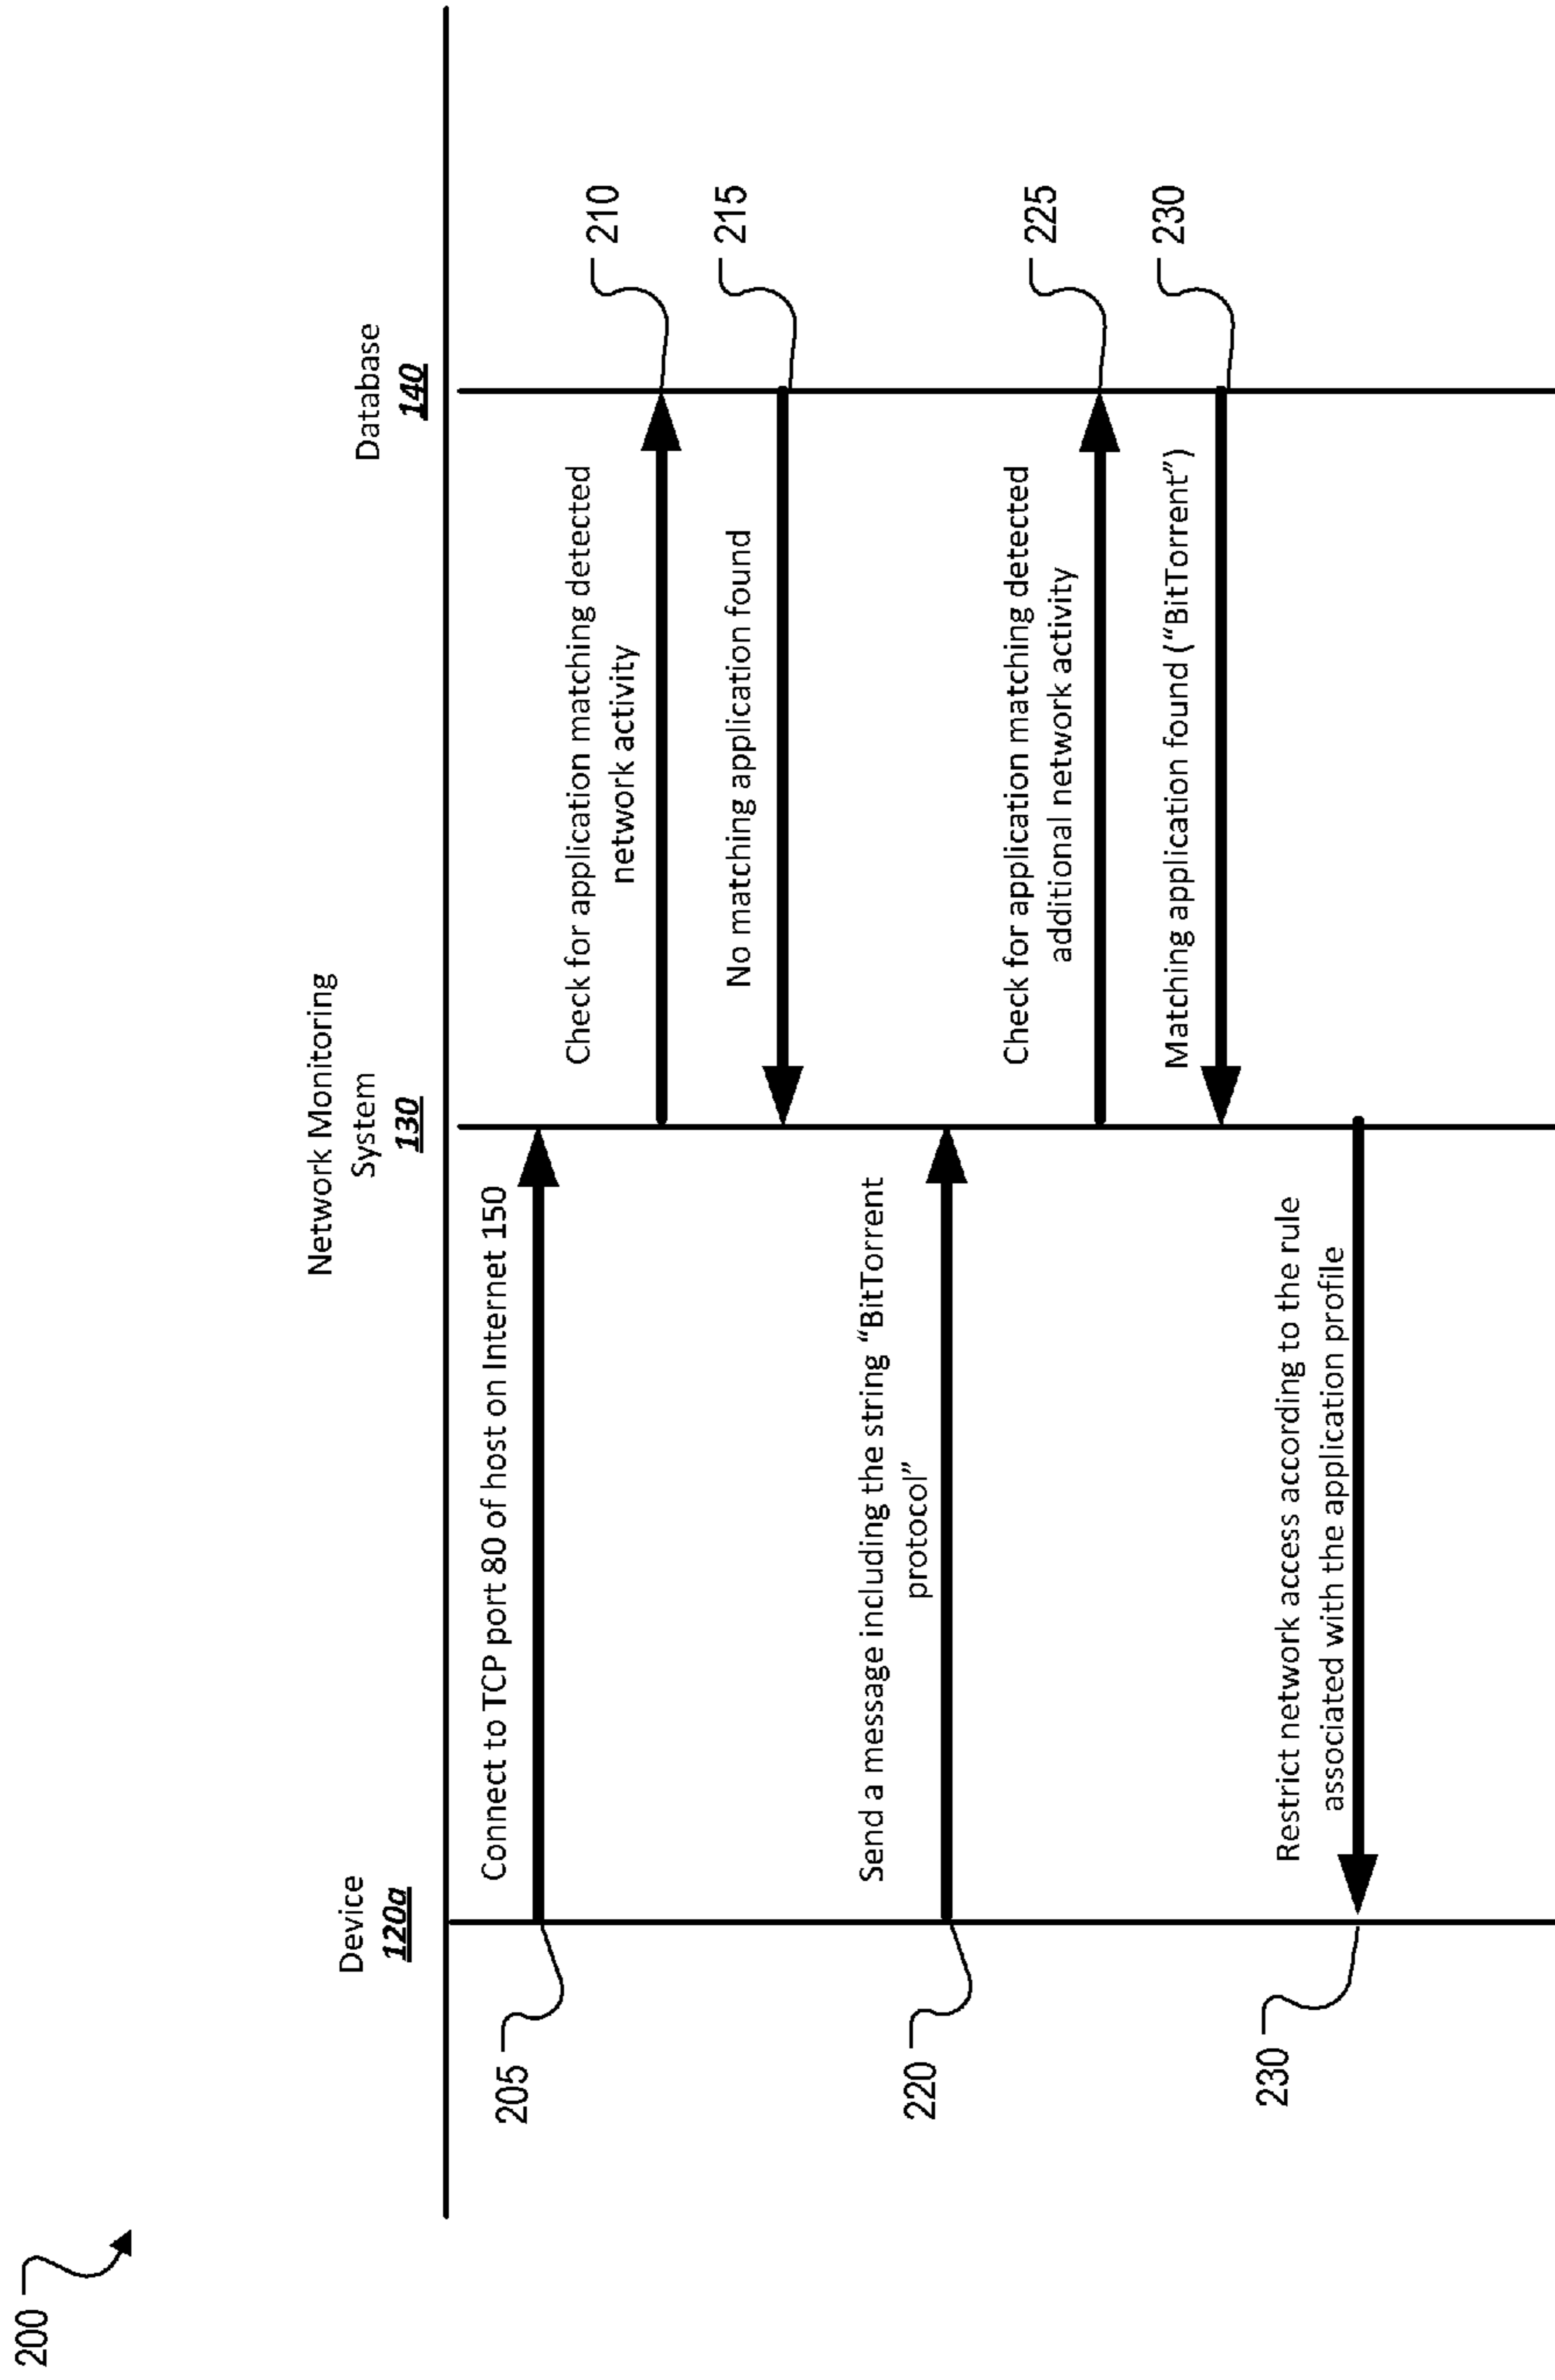 200
Device
120a
Network Monitoring
System
130
Database
140
205
Connect to TCP port 80 of host on Internet 150
Check for application matching detected
network activity
210
No matching application found
215
220
Send a message including the string “BitTorrent
protocol”
Check for application matching detected
additional network activity
225
Matching application found (“BitTorrent”)
230
230
Restrict network access according to the rule
associated with the application profile